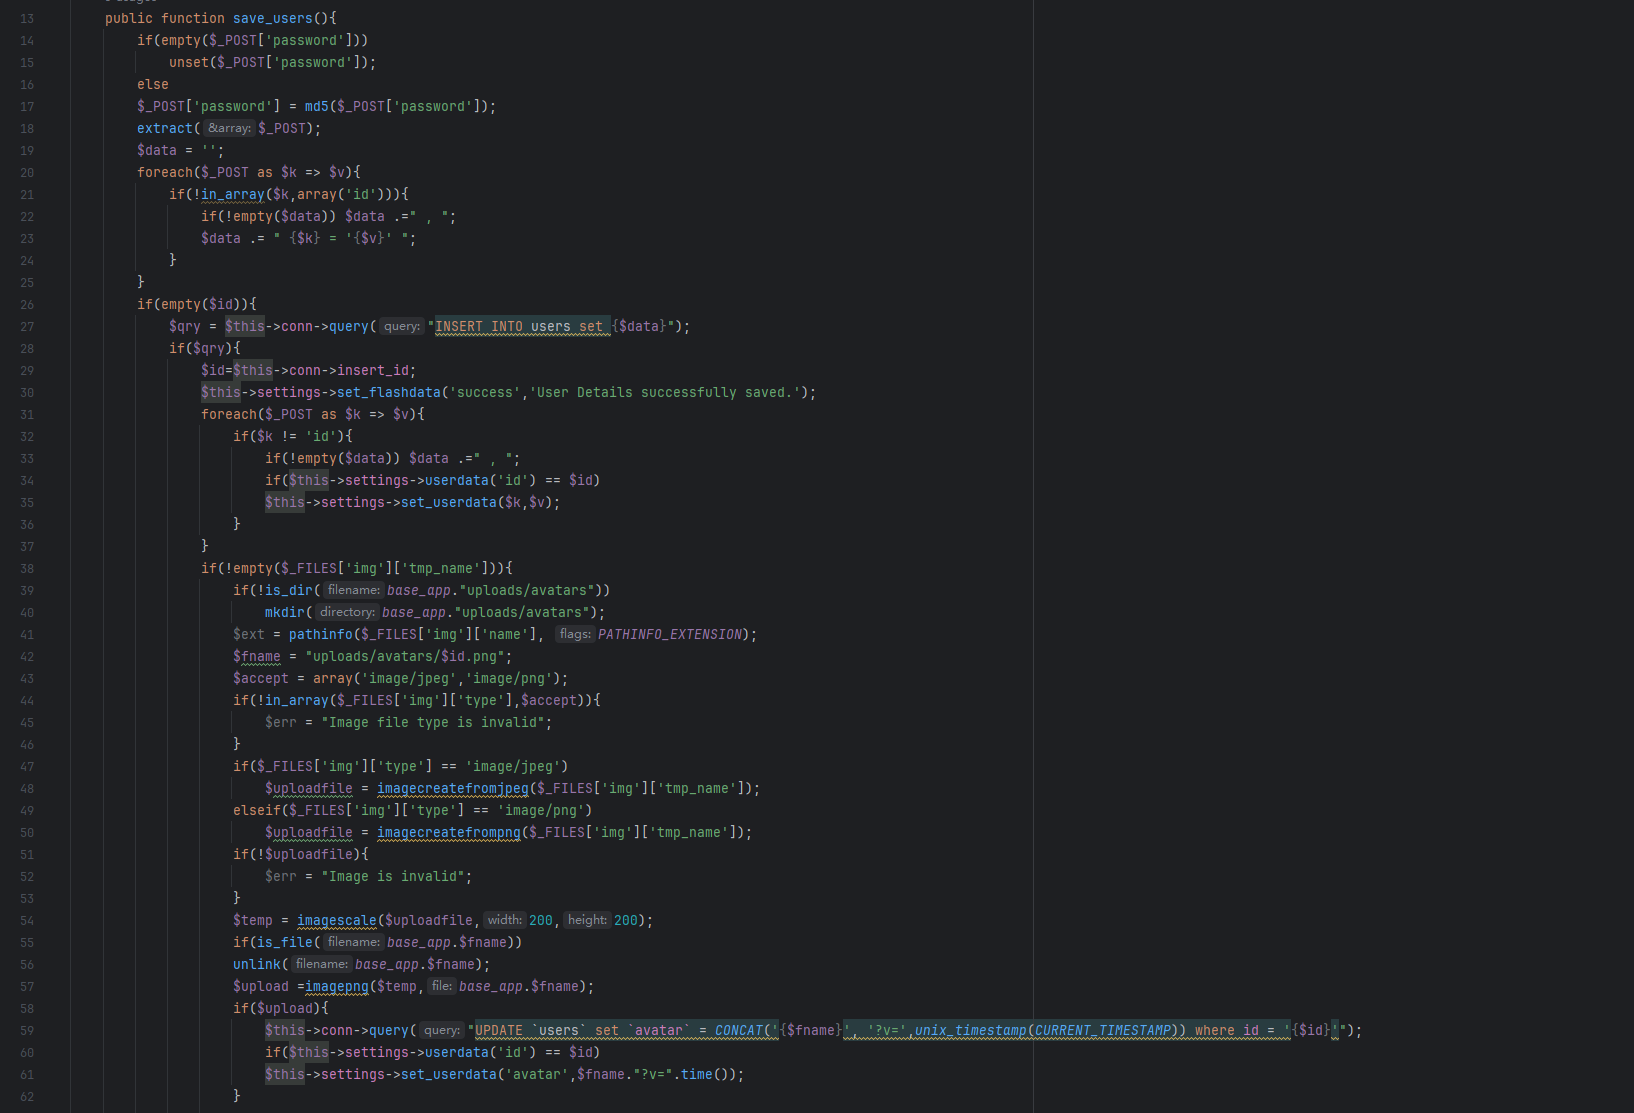 13 public function save_users(){
14 if(empty($_POST['password']))
15 unset($_POST['password']);
16 else
17 $_POST['password'] = md5($_POST['password']);
18 extract( &array: $_POST);
19 $data = '';
20 foreach($_POST as $k => $v){
21 if(!in_array($k,array('id'))){
22 if(!empty($data)) $data .=" , ";
23 $data .= " {$k} = '{$v}' ";
24 }
25 }
26 if(empty($id)){
27 $qry = $this->conn->query( query: "INSERT INTO users set {$data}");
28 if($qry){
29 $id=$this->conn->insert_id;
30 $this->settings->set_flashdata('success','User Details successfully saved.');
31 foreach($_POST as $k => $v){
32 if($k != 'id'){
33 if(!empty($data)) $data .=" , ";
34 if($this->settings->userdata('id') == $id)
35 $this->settings->set_userdata($k,$v);
36 }
37 }
38 if(!empty($_FILES['img']['tmp_name'])){
39 if(!is_dir( filename: base_app."uploads/avatars"))
40 mkdir( directory: base_app."uploads/avatars");
41 $ext = pathinfo($_FILES['img']['name'], flags: PATHINFO_EXTENSION);
42 $fname = "uploads/avatars/$id.png";
43 $accept = array('image/jpeg','image/png');
44 if(!in_array($_FILES['img']['type'],$accept)){
45 $err = "Image file type is invalid";
46 }
47 if($_FILES['img']['type'] == 'image/jpeg')
48 $uploadfile = imagecreatefromjpeg($_FILES['img']['tmp_name']);
49 elseif($_FILES['img']['type'] == 'image/png')
50 $uploadfile = imagecreatefrompng($_FILES['img']['tmp_name']);
51 if(!$uploadfile){
52 $err = "Image is invalid";
53 }
54 $temp = imagescale($uploadfile, width: 200, height: 200);
55 if(is_file( filename: base_app.$fname))
56 unlink( filename: base_app.$fname);
57 $upload =imagepng($temp, file: base_app.$fname);
58 if($upload){
59 $this->conn->query( query: "UPDATE `users` set `avatar` = CONCAT('{$fname}', '?v=',unix_timestamp(CURRENT_TIMESTAMP)) where id = '{$id}'");
60 if($this->settings->userdata('id') == $id)
61 $this->settings->set_userdata('avatar',$fname."?v=".time());
62 }